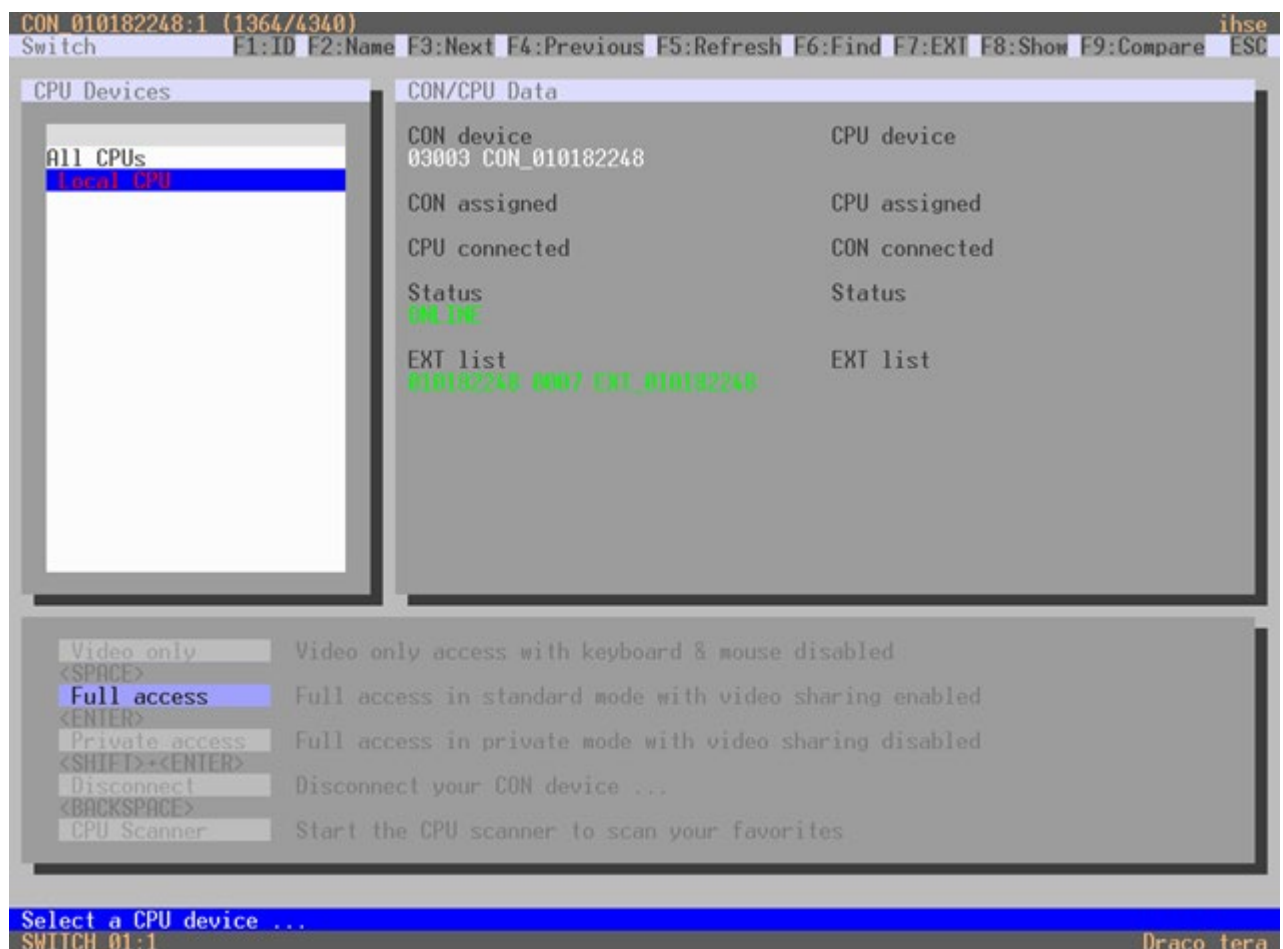 CON_010182248:1 (1364/4340) ihse
Switch F1:ID F2:Name F3:Next F4:Previous F5:Refresh F6:Find F7:EXT F8:Show F9:Compare ESC
CPU Devices
All CPUs
Local CPU
CON/CPU Data
CON device CPU device
03003 CON_010182248
CON assigned CPU assigned
CPU connected CON connected
Status Status
ONLINE
EXT list EXT list
010182248 0007 EXT_010182248
Video only Video only access with keyboard & mouse disabled
<SPACE>
Full access Full access in standard mode with video sharing enabled
<ENTER>
Private access Full access in private mode with video sharing disabled
<SHIFT>+<ENTER>
Disconnect Disconnect your CON device ...
<BACKSPACE>
CPU Scanner Start the CPU scanner to scan your favorites
Select a CPU device ...
SWITCH_01:1 Draco tera